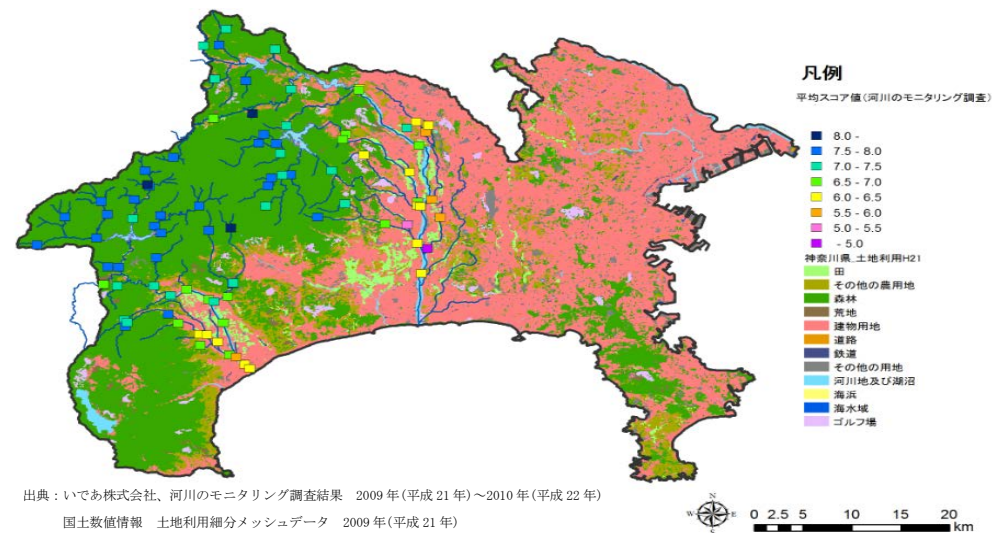 凡例
平均スコア値(河川のモニタリング調査)
8.0 -
7.5 - 8.0
7.0 - 7.5
6.5 - 7.0
6.0 - 6.5
5.5 - 6.0
5.0 - 5.5
- 5.0
神奈川県_土地利用H21
田
その他の農用地
森林
荒地
建物用地
道路
鉄道
その他の用地
河川地及び湖沼
海浜
海水域
ゴルフ場
出典：いであ株式会社、河川のモニタリング調査結果　2009年(平成21年)～2010年(平成22年)
国土数値情報　土地利用細分メッシュデータ　2009年(平成21年)
N
W E
S
0 2.5 5 10 15 20
km